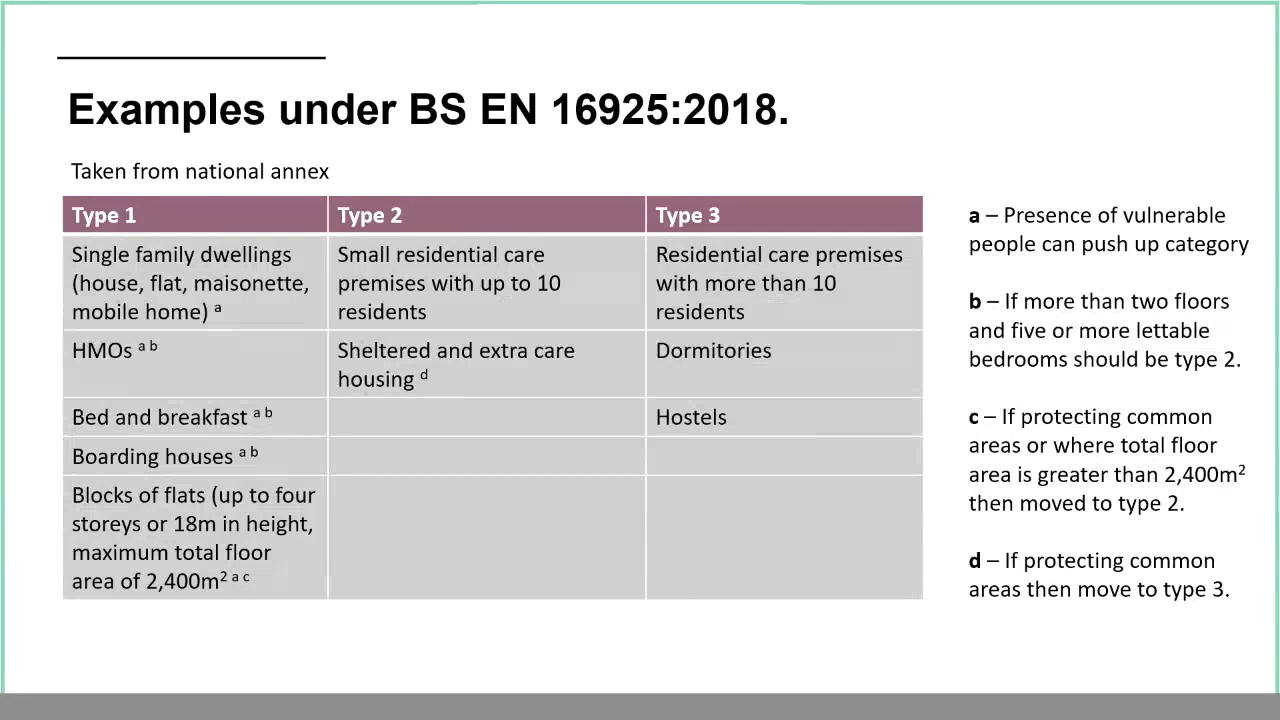 Examples under BS EN 16925:2018.
Taken from national annex
Type 1
Type 2
Type 3
Single family dwellings
(house, flat, maisonette,
mobile home) a
Small residential care
premises with up to 10
residents
Residential care premises
with more than 10
residents
HMOs a b
Sheltered and extra care
housing d
Dormitories
Bed and breakfast a b
Hostels
Boarding houses a b
Blocks of flats (up to four
storeys or 18m in height,
maximum total floor
area of 2,400m2 a c
a – Presence of vulnerable
people can push up category
b – If more than two floors
and five or more lettable
bedrooms should be type 2.
c – If protecting common
areas or where total floor
area is greater than 2,400m2
then moved to type 2.
d – If protecting common
areas then move to type 3.